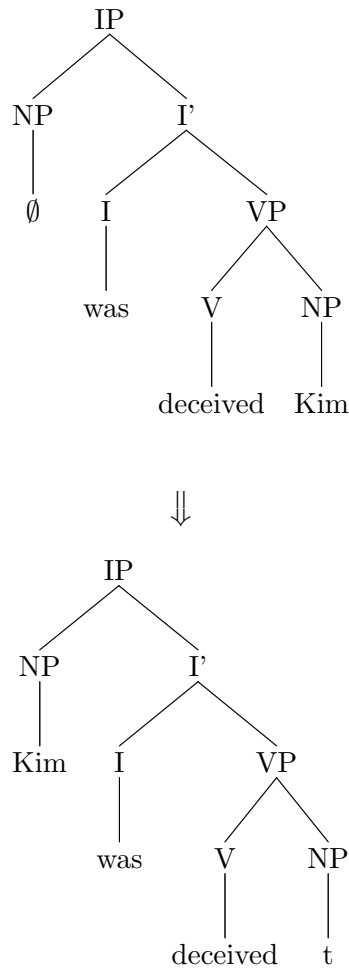 IP
NP I'
∅ I VP
was V NP
deceived Kim
⇓
IP
NP I'
Kim I VP
was V NP
deceived t